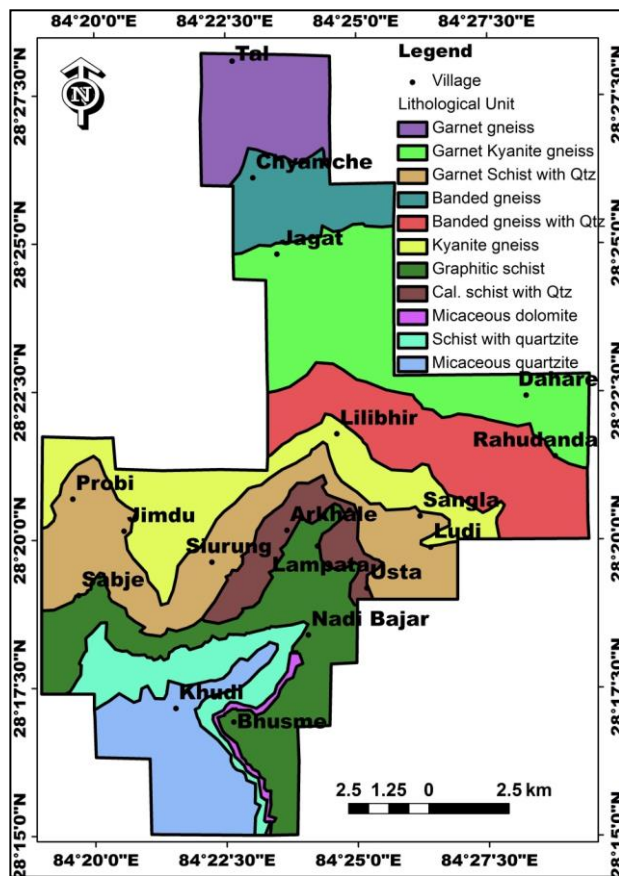 84°20'0"E 84°22'30"E 84°25'0"E 84°27'30"E
28°27'30"N
28°25'0"N
28°22'30"N
28°20'0"N
28°17'30"N
28°15'0"N
N
Tal
Chyamche
Jagat
Dahare
Lilibhir
Rahudanda
Probi
Jimdu
Sangla
Arkhale
Ludi
Siurung
Lampata
Usta
Sabje
Nadi Bajar
Khudi
Bhusme
Legend
Village
Lithological Unit
Garnet gneiss
Garnet Kyanite gneiss
Garnet Schist with Qtz
Banded gneiss
Banded gneiss with Qtz
Kyanite gneiss
Graphitic schist
Cal. schist with Qtz
Micaceous dolomite
Schist with quartzite
Micaceous quartzite
2.5 1.25 0 2.5 km
28°27'30"N
28°25'0"N
28°22'30"N
28°20'0"N
28°17'30"N
28°15'0"N
84°20'0"E 84°22'30"E 84°25'0"E 84°27'30"E